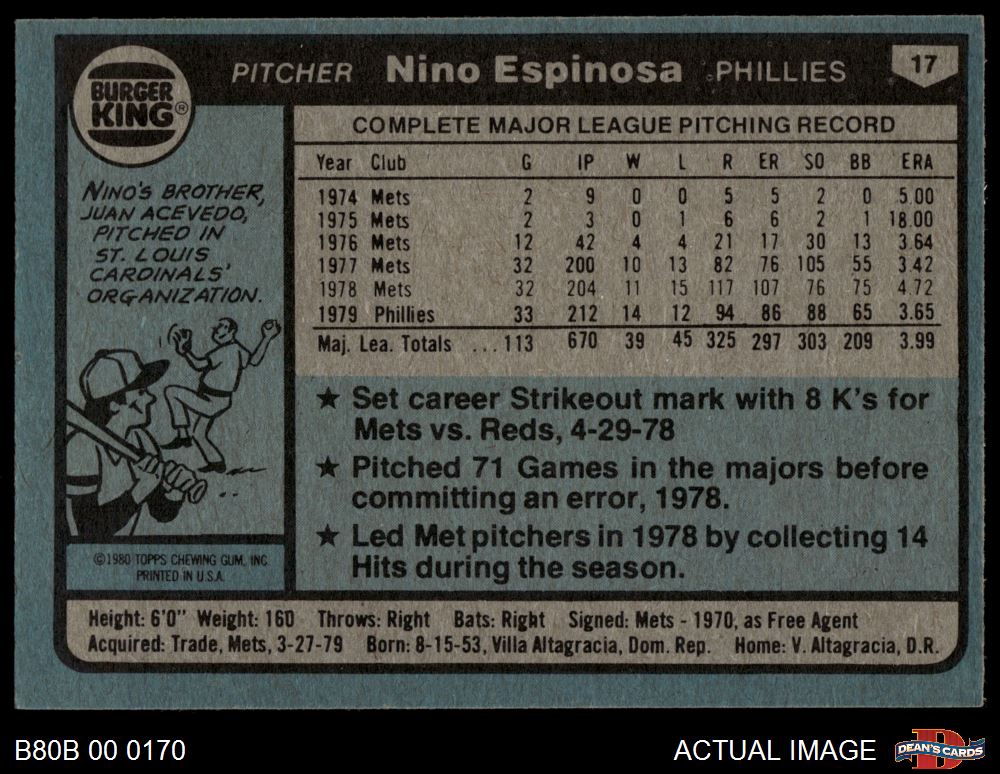 BURGER
KING®
PITCHER Nino Espinosa PHILLIES 17
NINO'S BROTHER,
JUAN ACEVEDO,
PITCHED IN
ST. LOUIS
CARDINALS'
ORGANIZATION.
©1980 TOPPS CHEWING GUM, INC.
PRINTED IN U.S.A.
COMPLETE MAJOR LEAGUE PITCHING RECORD
Year Club G IP W L R ER SO BB ERA
1974 Mets 2 9 0 0 5 5 2 0 5.00
1975 Mets 2 3 0 1 6 6 2 1 18.00
1976 Mets 12 42 4 4 21 17 30 13 3.64
1977 Mets 32 200 10 13 82 76 105 55 3.42
1978 Mets 32 204 11 15 117 107 76 75 4.72
1979 Phillies 33 212 14 12 94 86 88 65 3.65
Maj. Lea. Totals ...113 670 39 45 325 297 303 209 3.99
★ Set career Strikeout mark with 8 K's for
Mets vs. Reds, 4-29-78
★ Pitched 71 Games in the majors before
committing an error, 1978.
★ Led Met pitchers in 1978 by collecting 14
Hits during the season.
Height: 6'0" Weight: 160 Throws: Right Bats: Right Signed: Mets - 1970, as Free Agent
Acquired: Trade, Mets, 3-27-79 Born: 8-15-53, Villa Altagracia, Dom. Rep. Home: V. Altagracia, D.R.
B80B 00 0170 ACTUAL IMAGE DEAN'S CARDS